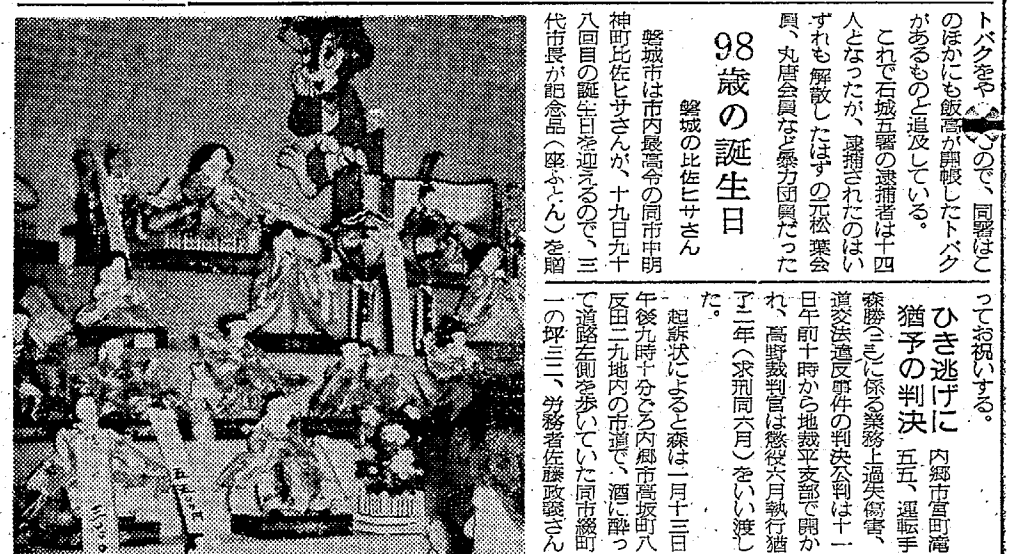 トバクをや ので、同署はこ
のほかにも飯高が開帳したトバク
があるものと追及している。
これで石城五署の逮捕者は十四
人となったが、逮捕されたのはい
ずれも解散したはずの元松葉会
員、丸唐会員など暴力団員だった
98歳の誕生日
磐城の比佐ヒサさん
磐城市は市内最高令の同市中明
神町比佐ヒサさんが、十九日九十
八回目の誕生日を迎えるので、三
代市長が記念品（座ふとん）を贈
ってお祝いする。
ひき逃げに
猶予の判決
内郷市宮町竜
五五、運転手
森勝に係る業務上過失傷害、
道交法違反事件の判決公判は十一
日午前十時から地裁平支部で開か
れ、高野裁判官は懲役六月執行猶
予二年（求刑同六月）をいい渡し
た。
起訴状によると森は一月十三日
午後九時十分ごろ内郷市高坂町八
反田二九地内の市道で、酒に酔っ
て道路左側を歩いていた同市綴町
一の坪三二、労務者佐藤政義さん